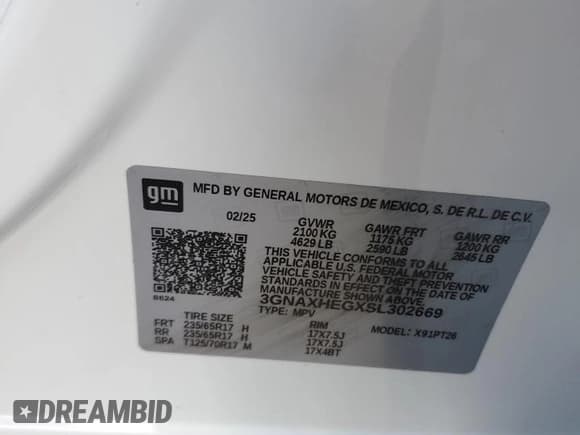 gm MFD BY GENERAL MOTORS DE MEXICO, S. DE R.L. DE C.V.
02/25 GVWR GAWR FRT GAWR RR
2100 KG 1175 KG 1200 KG
4629 LB 2590 LB 2645 LB
THIS VEHICLE CONFORMS TO ALL
APPLICABLE U.S. FEDERAL MOTOR
VEHICLE SAFETY AND THEFT PREVENTION
STANDARDS IN EFFECT ON THE DATE OF
MANUFACTURE SHOWN ABOVE.
3GNAXHEGXSL302669
8624 TYPE: MPV MODEL: X91PT26
TIRE SIZE RIM
FRT 235/65R17 H 17X7.5J
RR 235/65R17 H 17X7.5J
SPA T125/70R17 M 17X4BT
DREAMBID